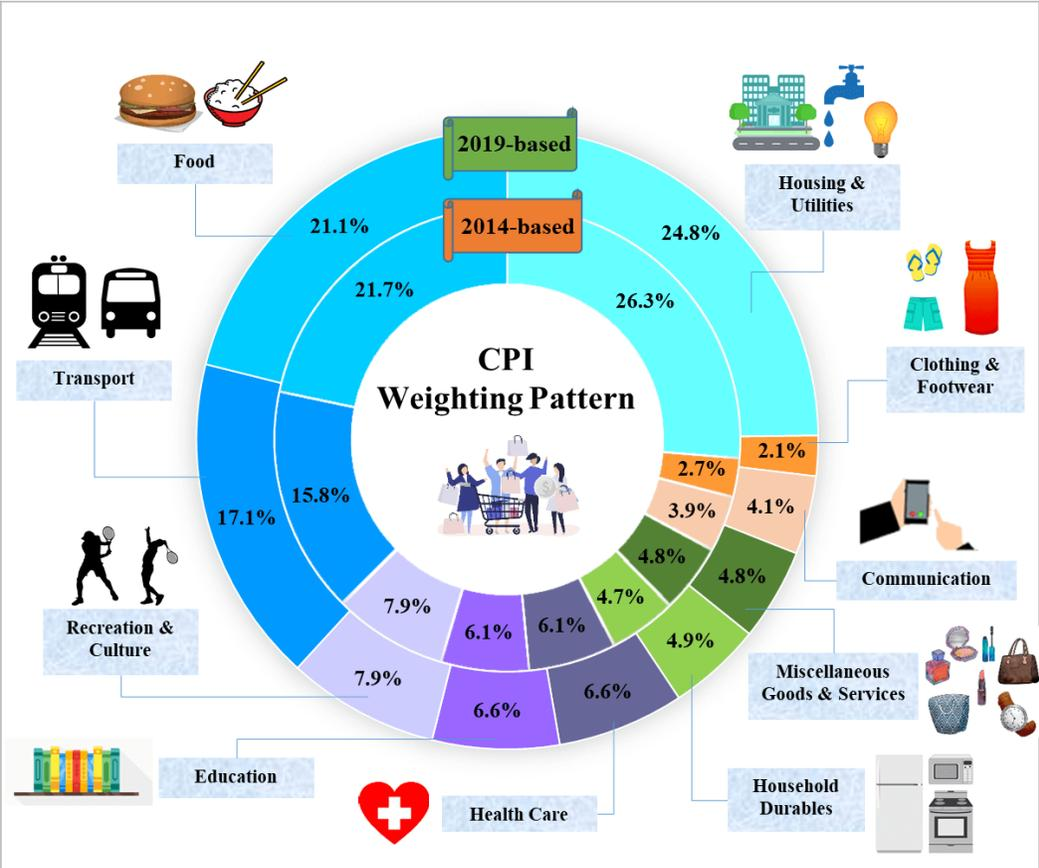 2019-based
2014-based
Food
Housing &
Utilities
21.1%
24.8%
21.7%
26.3%
Clothing &
Footwear
Transport
CPI
Weighting Pattern
2.1%
2.7%
15.8%
17.1%
3.9%
4.1%
4.8%
4.8%
Communication
7.9%
6.1%
6.1%
4.7%
4.9%
Recreation &
Culture
7.9%
6.6%
6.6%
Miscellaneous
Goods & Services
Education
Health Care
Household
Durables